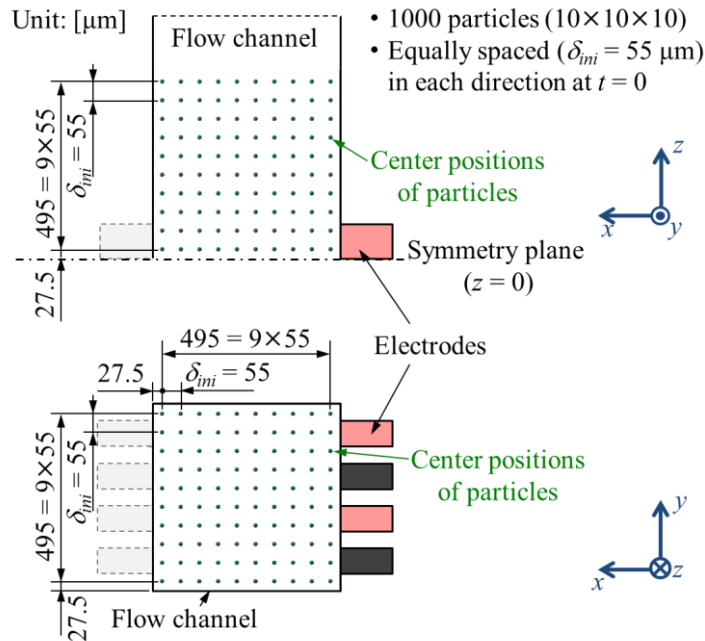 Unit: [μm]
Flow channel
• 1000 particles (10×10×10)
• Equally spaced (δini = 55 μm)
in each direction at t = 0
495 = 9×55
δini = 55
27.5
Center positions
of particles
z
x
y
Symmetry plane
(z = 0)
Electrodes
495 = 9×55
27.5
δini = 55
495 = 9×55
δini = 55
27.5
Center positions
of particles
Flow channel
y
x
z